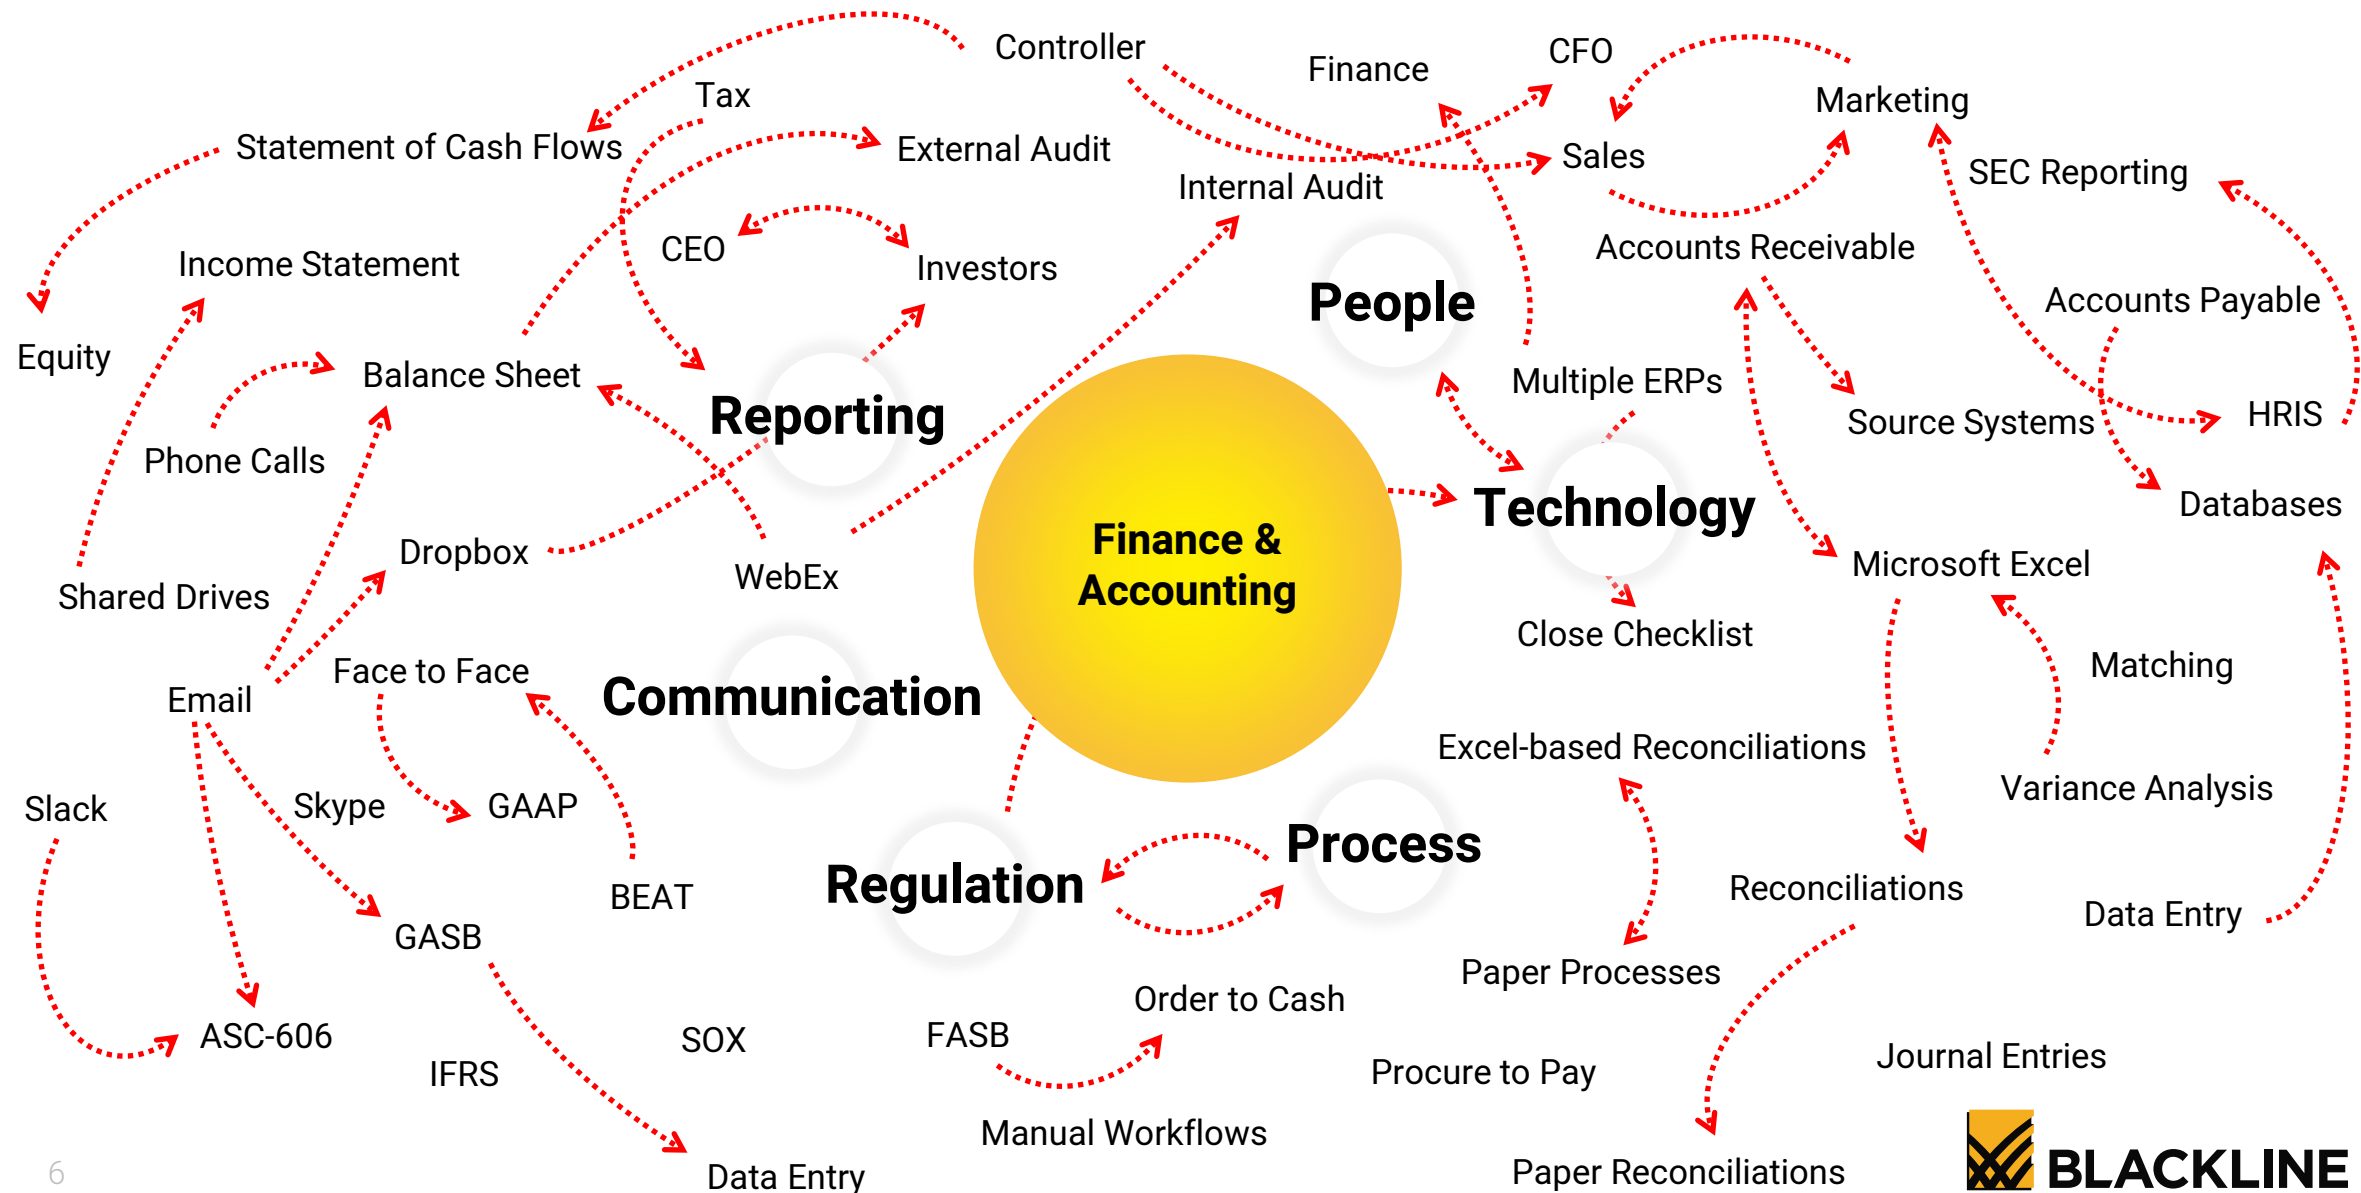 Controller
CFO
Finance
Tax
Marketing
Statement of Cash Flows
External Audit
Sales
SEC Reporting
Internal Audit
CEO
Accounts Receivable
Income Statement
Investors
People
Accounts Payable
Equity
Balance Sheet
Multiple ERPs
Reporting
HRIS
Source Systems
Phone Calls
Technology
Databases
Finance &
Accounting
Dropbox
Microsoft Excel
WebEx
Shared Drives
Close Checklist
Face to Face
Matching
Email
Communication
Excel-based Reconciliations
Variance Analysis
Slack
Skype
GAAP
Process
Regulation
Reconciliations
BEAT
Data Entry
GASB
Paper Processes
Order to Cash
ASC-606
SOX
FASB
Journal Entries
IFRS
Procure to Pay
Manual Workflows
Data Entry
Paper Reconciliations
BLACKLINE
6